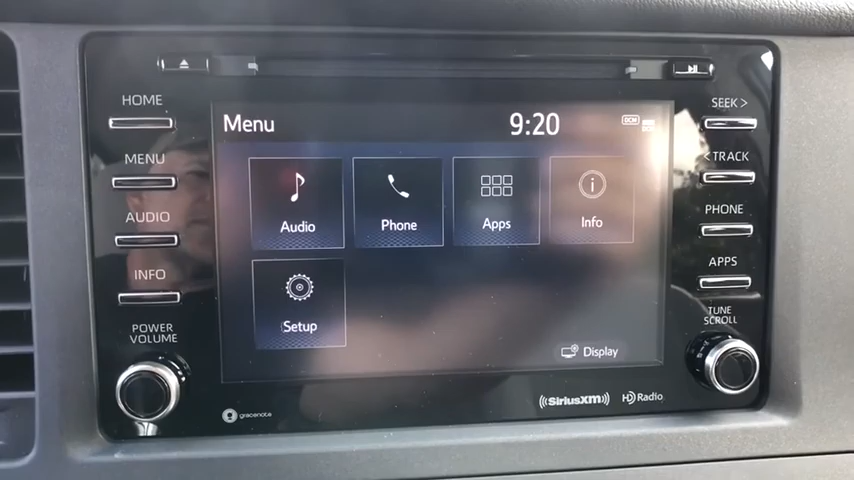 HOME
MENU
AUDIO
INFO
POWER
VOLUME
Menu
9:20
DCM
Audio
Phone
Apps
Info
Setup
Display
gracenote
SiriusXM
HD Radio
SEEK >
< TRACK
PHONE
APPS
TUNE
SCROLL